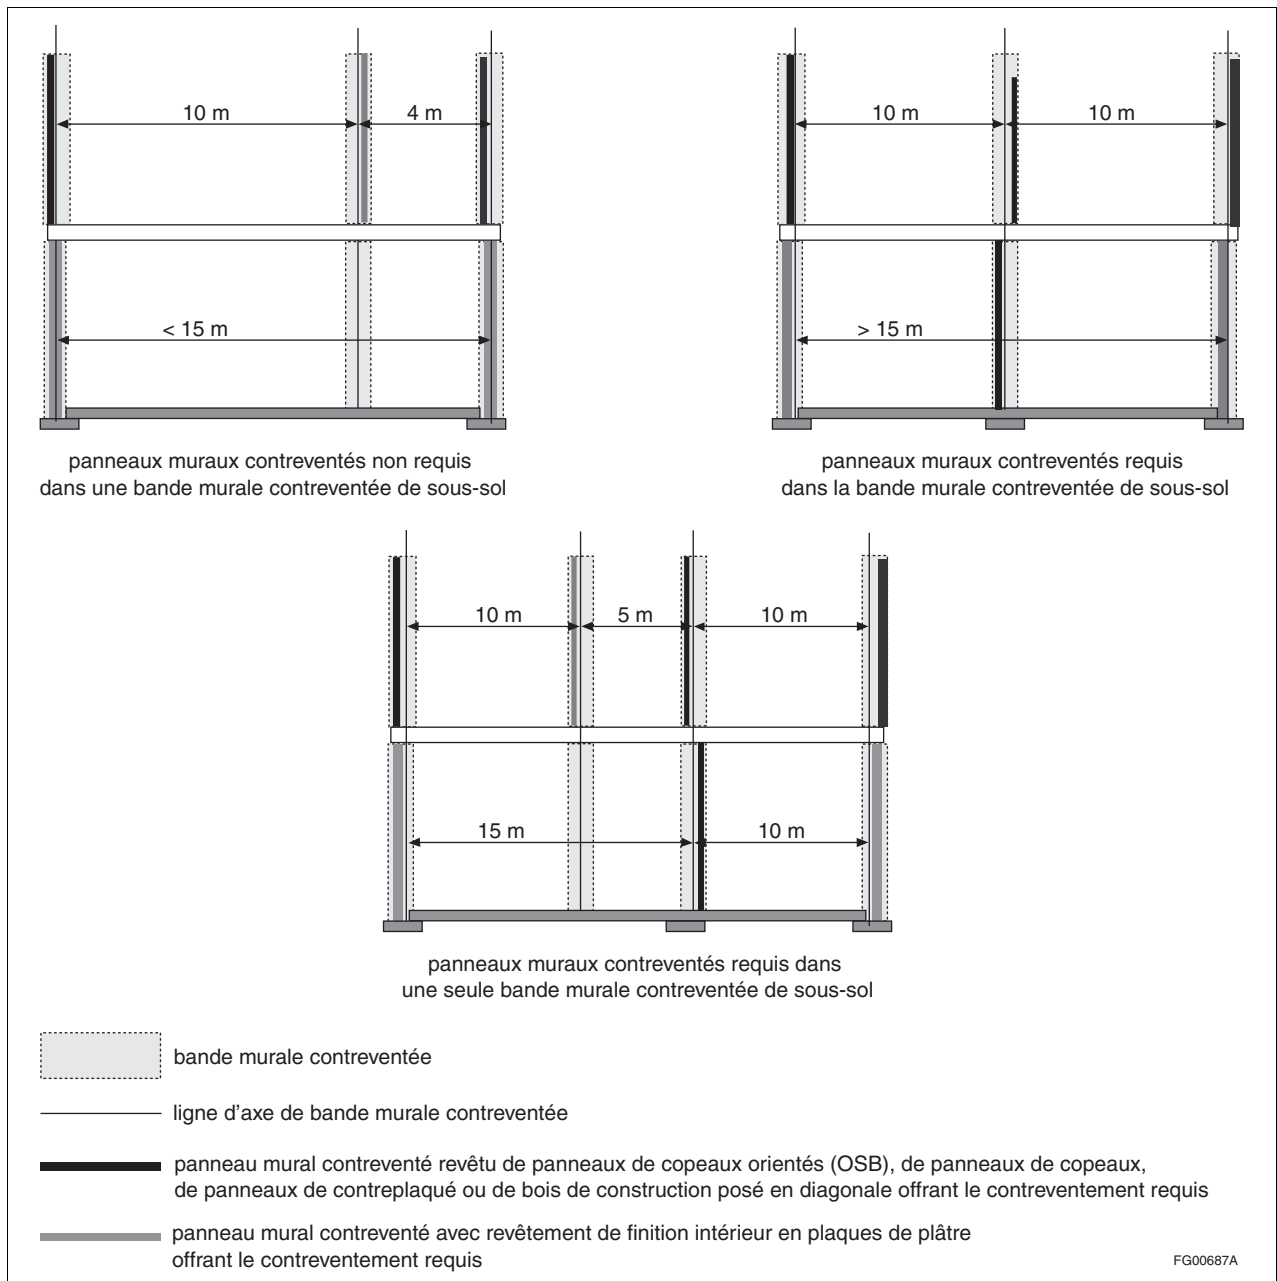 10 m
4 m
< 15 m
panneaux muraux contreventés non requis
dans une bande murale contreventée de sous-sol
10 m
10 m
> 15 m
panneaux muraux contreventés requis
dans la bande murale contreventée de sous-sol
10 m
5 m
10 m
15 m
10 m
panneaux muraux contreventés requis dans
une seule bande murale contreventée de sous-sol
bande murale contreventée
ligne d'axe de bande murale contreventée
panneau mural contreventé revêtu de panneaux de copeaux orientés (OSB), de panneaux de copeaux,
de panneaux de contreplaqué ou de bois de construction posé en diagonale offrant le contreventement requis
panneau mural contreventé avec revêtement de finition intérieur en plaques de plâtre
offrant le contreventement requis
FG00687A